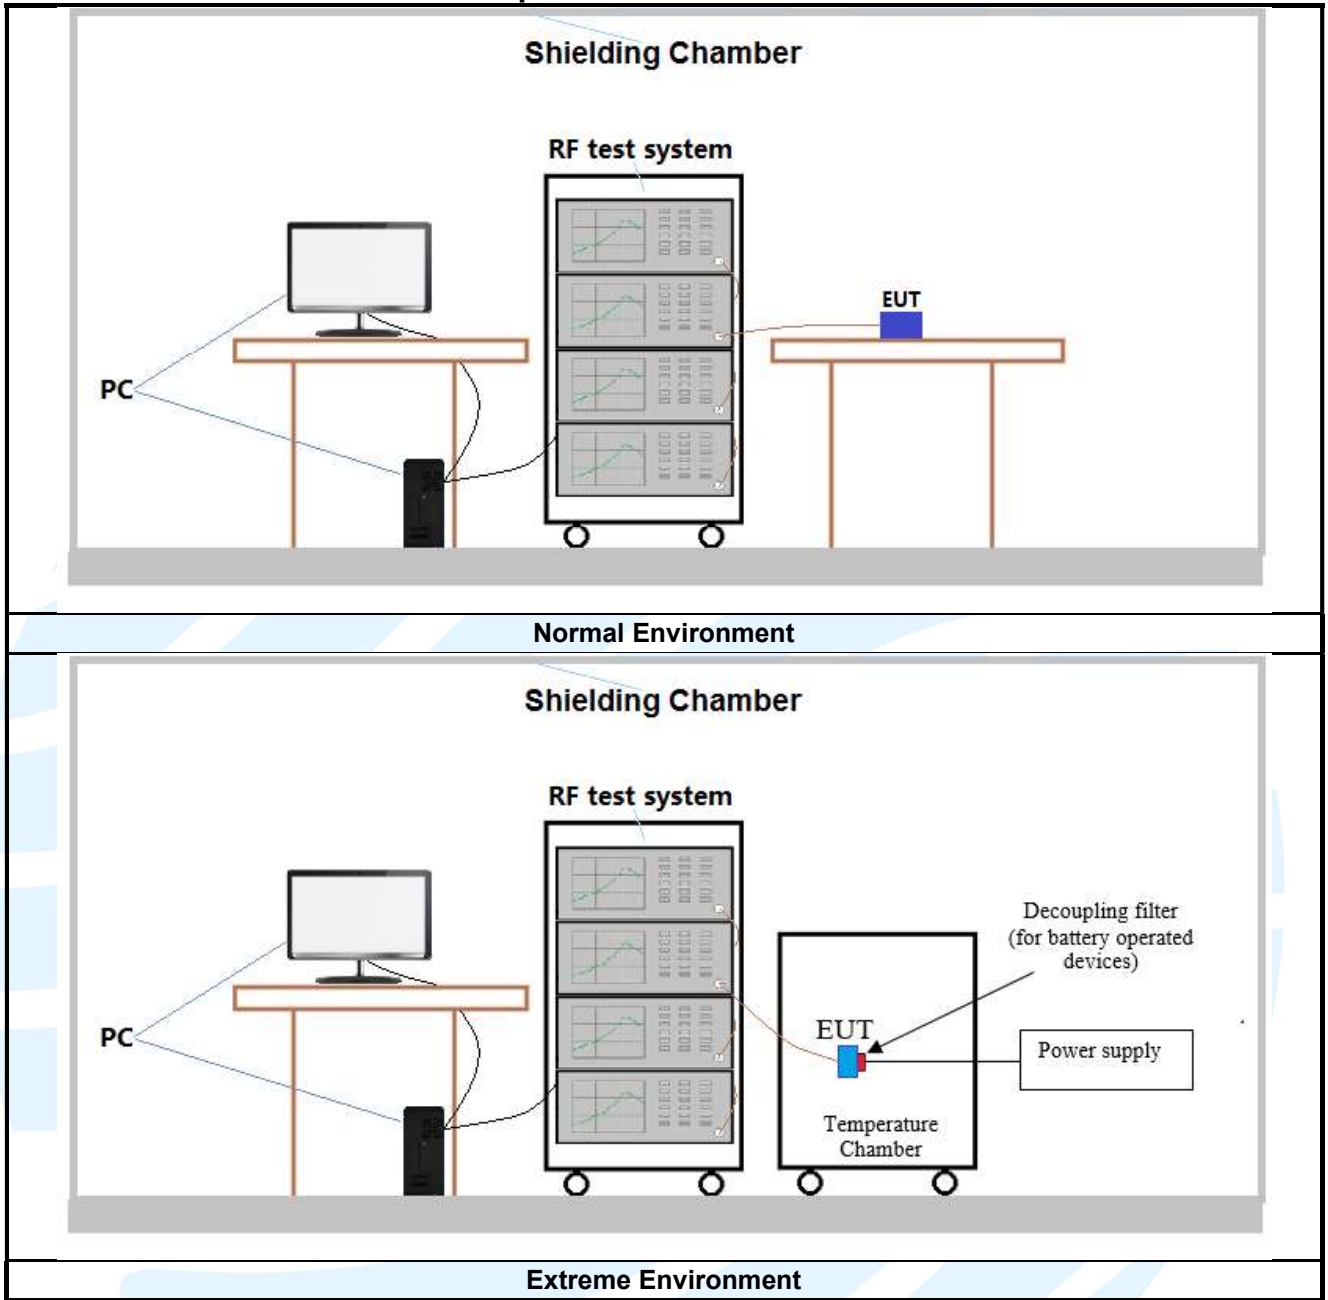 Shielding Chamber
RF test system
EUT
PC
Normal Environment
Shielding Chamber
RF test system
Decoupling filter
(for battery operated
devices)
EUT
PC
Power supply
Temperature
Chamber
Extreme Environment